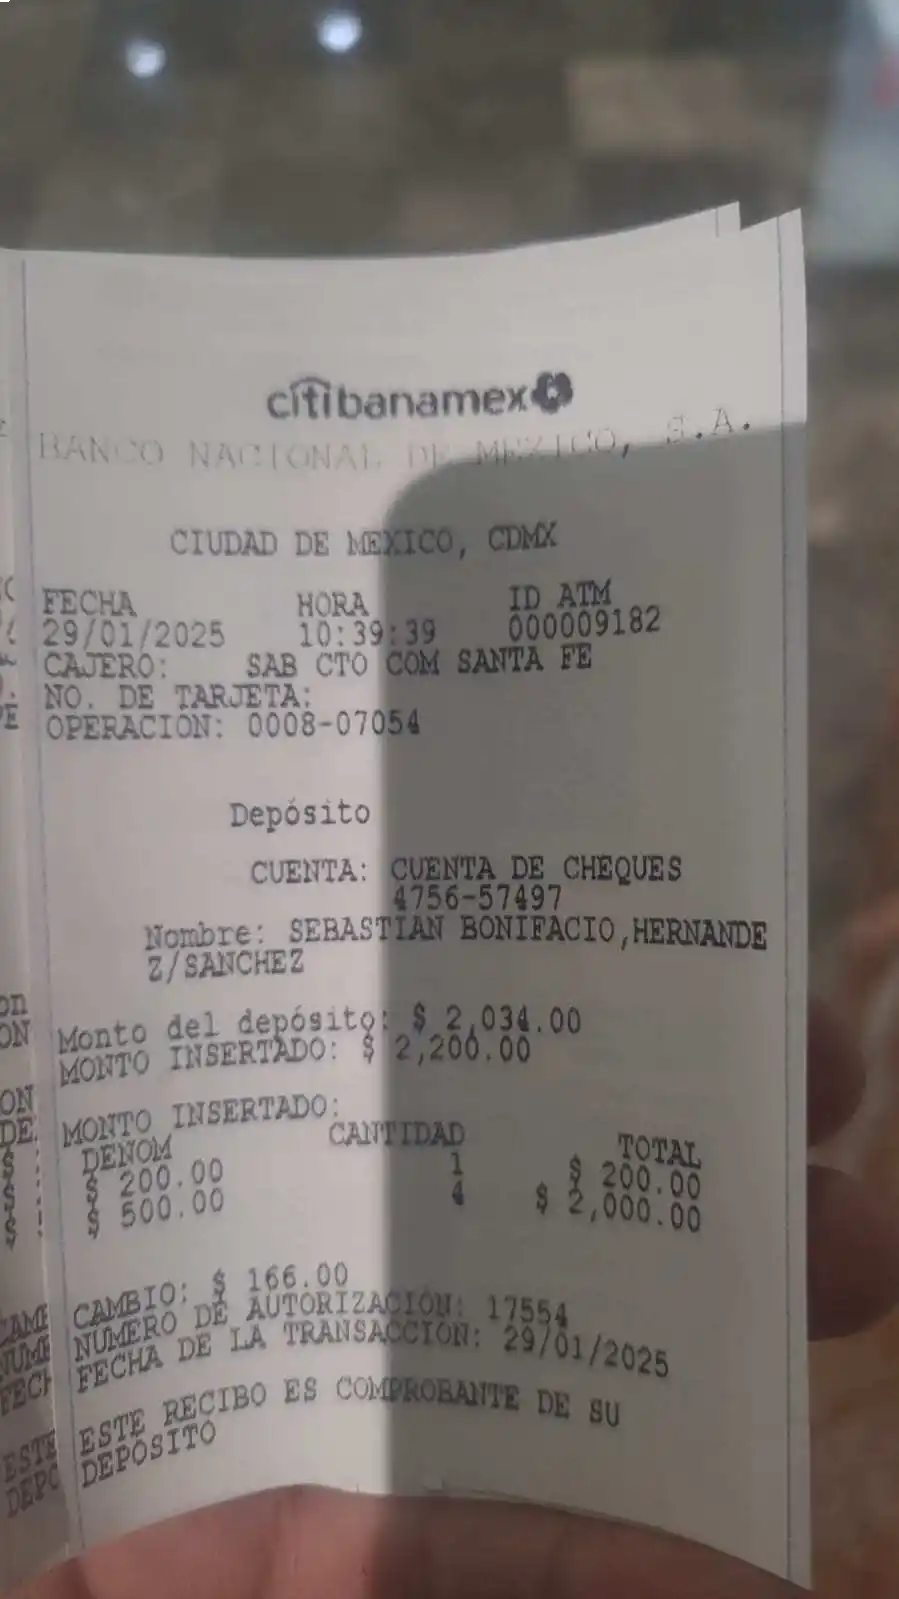 citibanamex
BANCO NACIONAL DE MEXICO, S.A.
CIUDAD DE MEXICO, CDMX
FECHA HORA ID ATM
29/01/2025 10:39:39 000009182
CAJERO: SAB CTO COM SANTA FE
NO. DE TARJETA:
OPERACION: 0008-07054
Depósito
CUENTA: CUENTA DE CHEQUES
4756-57497
Nombre: SEBASTIAN BONIFACIO,HERNANDE
Z/SANCHEZ
Monto del depósito: $ 2,034.00
MONTO INSERTADO: $ 2,200.00
MONTO INSERTADO:
DENOM CANTIDAD TOTAL
$ 200.00 1 $ 200.00
$ 500.00 4 $ 2,000.00
CAMBIO: $ 166.00
NUMERO DE AUTORIZACION: 17554
FECHA DE LA TRANSACCION: 29/01/2025
ESTE RECIBO ES COMPROBANTE DE SU
DEPOSITO